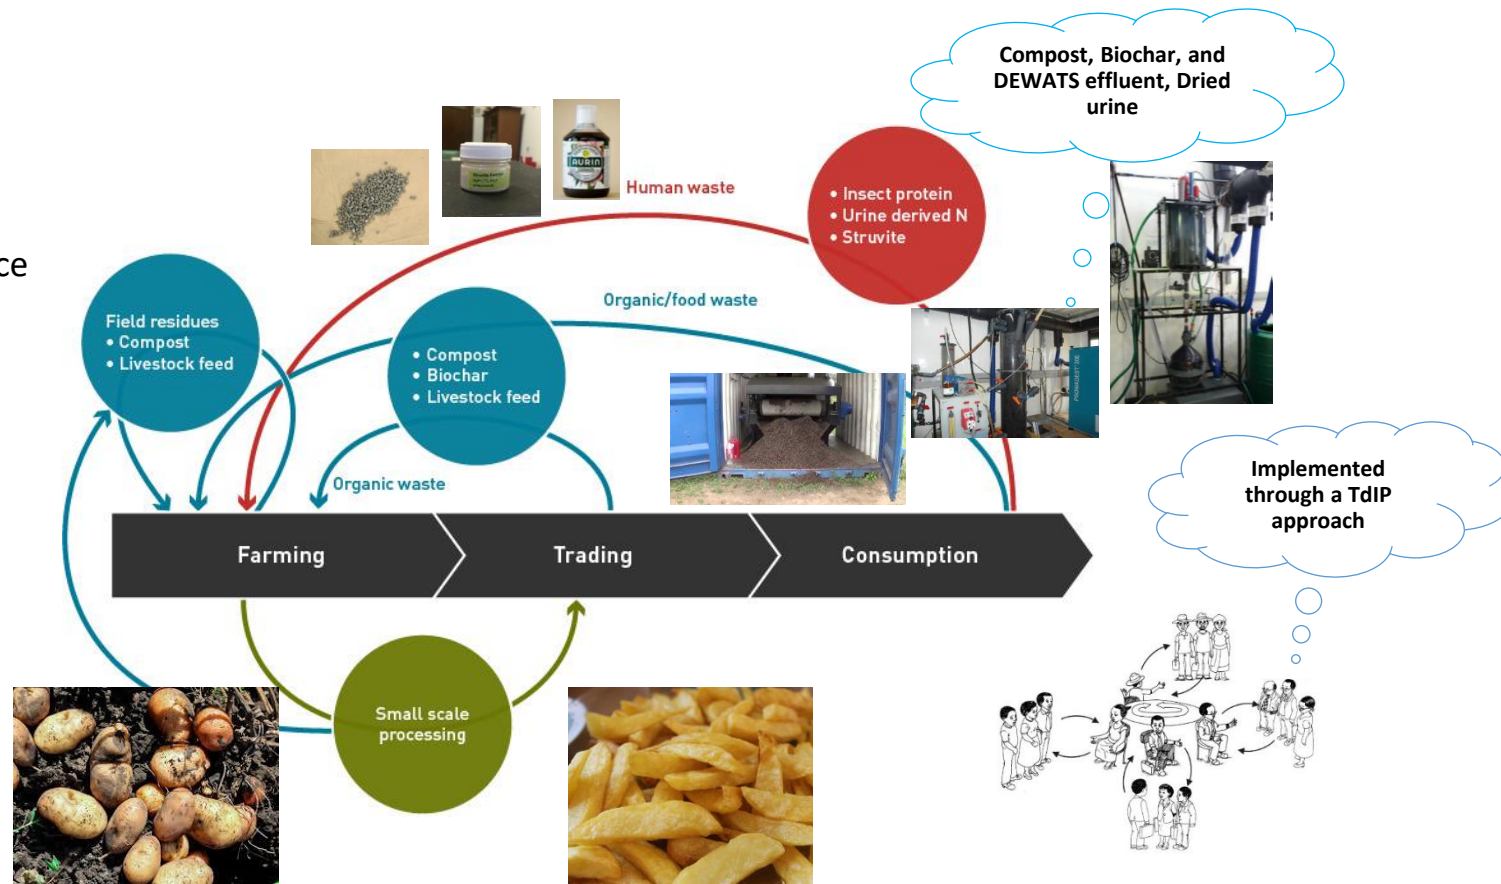 Compost, Biochar, and
DEWATS effluent, Dried
urine
AURIN
Human waste
• Insect protein
• Urine derived N
• Struvite
ce
Organic/food waste
Field residues
• Compost
• Livestock feed
• Compost
• Biochar
• Livestock feed
Organic waste
Implemented
through a TdIP
approach
Farming
Trading
Consumption
Small scale
processing